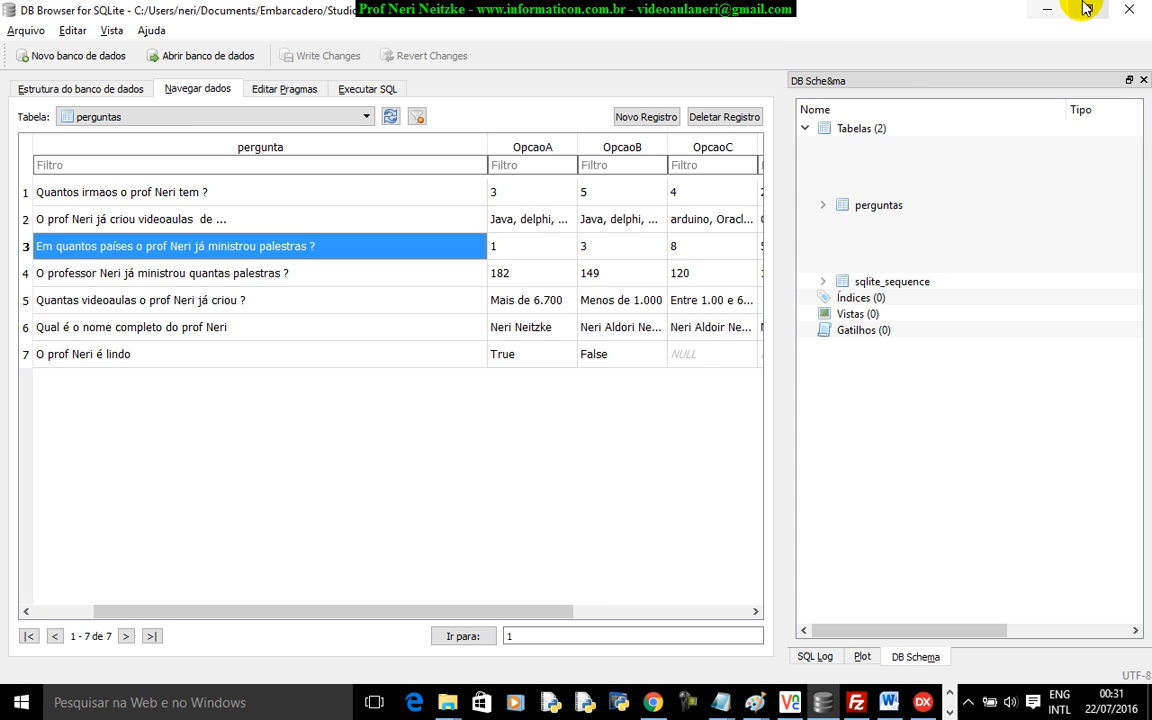 DB Browser for SQLite - C:/Users/neri/Documents/Embarcadero/Studio
Prof Neri Neitzke - www.informaticon.com.br - videoaulaneri@gmail.com
Arquivo Editar Vista Ajuda
Novo banco de dados Abrir banco de dados Write Changes Revert Changes
Estrutura do banco de dados Navegar dados Editar Pragmas Executar SQL
Tabela: perguntas Novo Registro Deletar Registro
pergunta OpcaoA OpcaoB OpcaoC
Filtro Filtro Filtro Filtro
1 Quantos irmaos o prof Neri tem ? 3 5 4
2 O prof Neri já criou videoaulas de ... Java, delphi, ... Java, delphi, ... arduino, Oracl...
3 Em quantos países o prof Neri já ministrou palestras ? 1 3 8
4 O professor Neri já ministrou quantas palestras ? 182 149 120
5 Quantas videoaulas o prof Neri já criou ? Mais de 6.700 Menos de 1.000 Entre 1.00 e 6...
6 Qual é o nome completo do prof Neri Neri Neitzke Neri Aldori Ne... Neri Aldoir Ne...
7 O prof Neri é lindo True False NULL
|< < 1 - 7 de 7 > >| Ir para: 1
DB Sche&ma
Nome Tipo
Tabelas (2)
perguntas
sqlite_sequence
Índices (0)
Vistas (0)
Gatilhos (0)
SQL Log Plot DB Schema
UTF-8
Pesquisar na Web e no Windows
ENG
INTL
00:31
22/07/2016